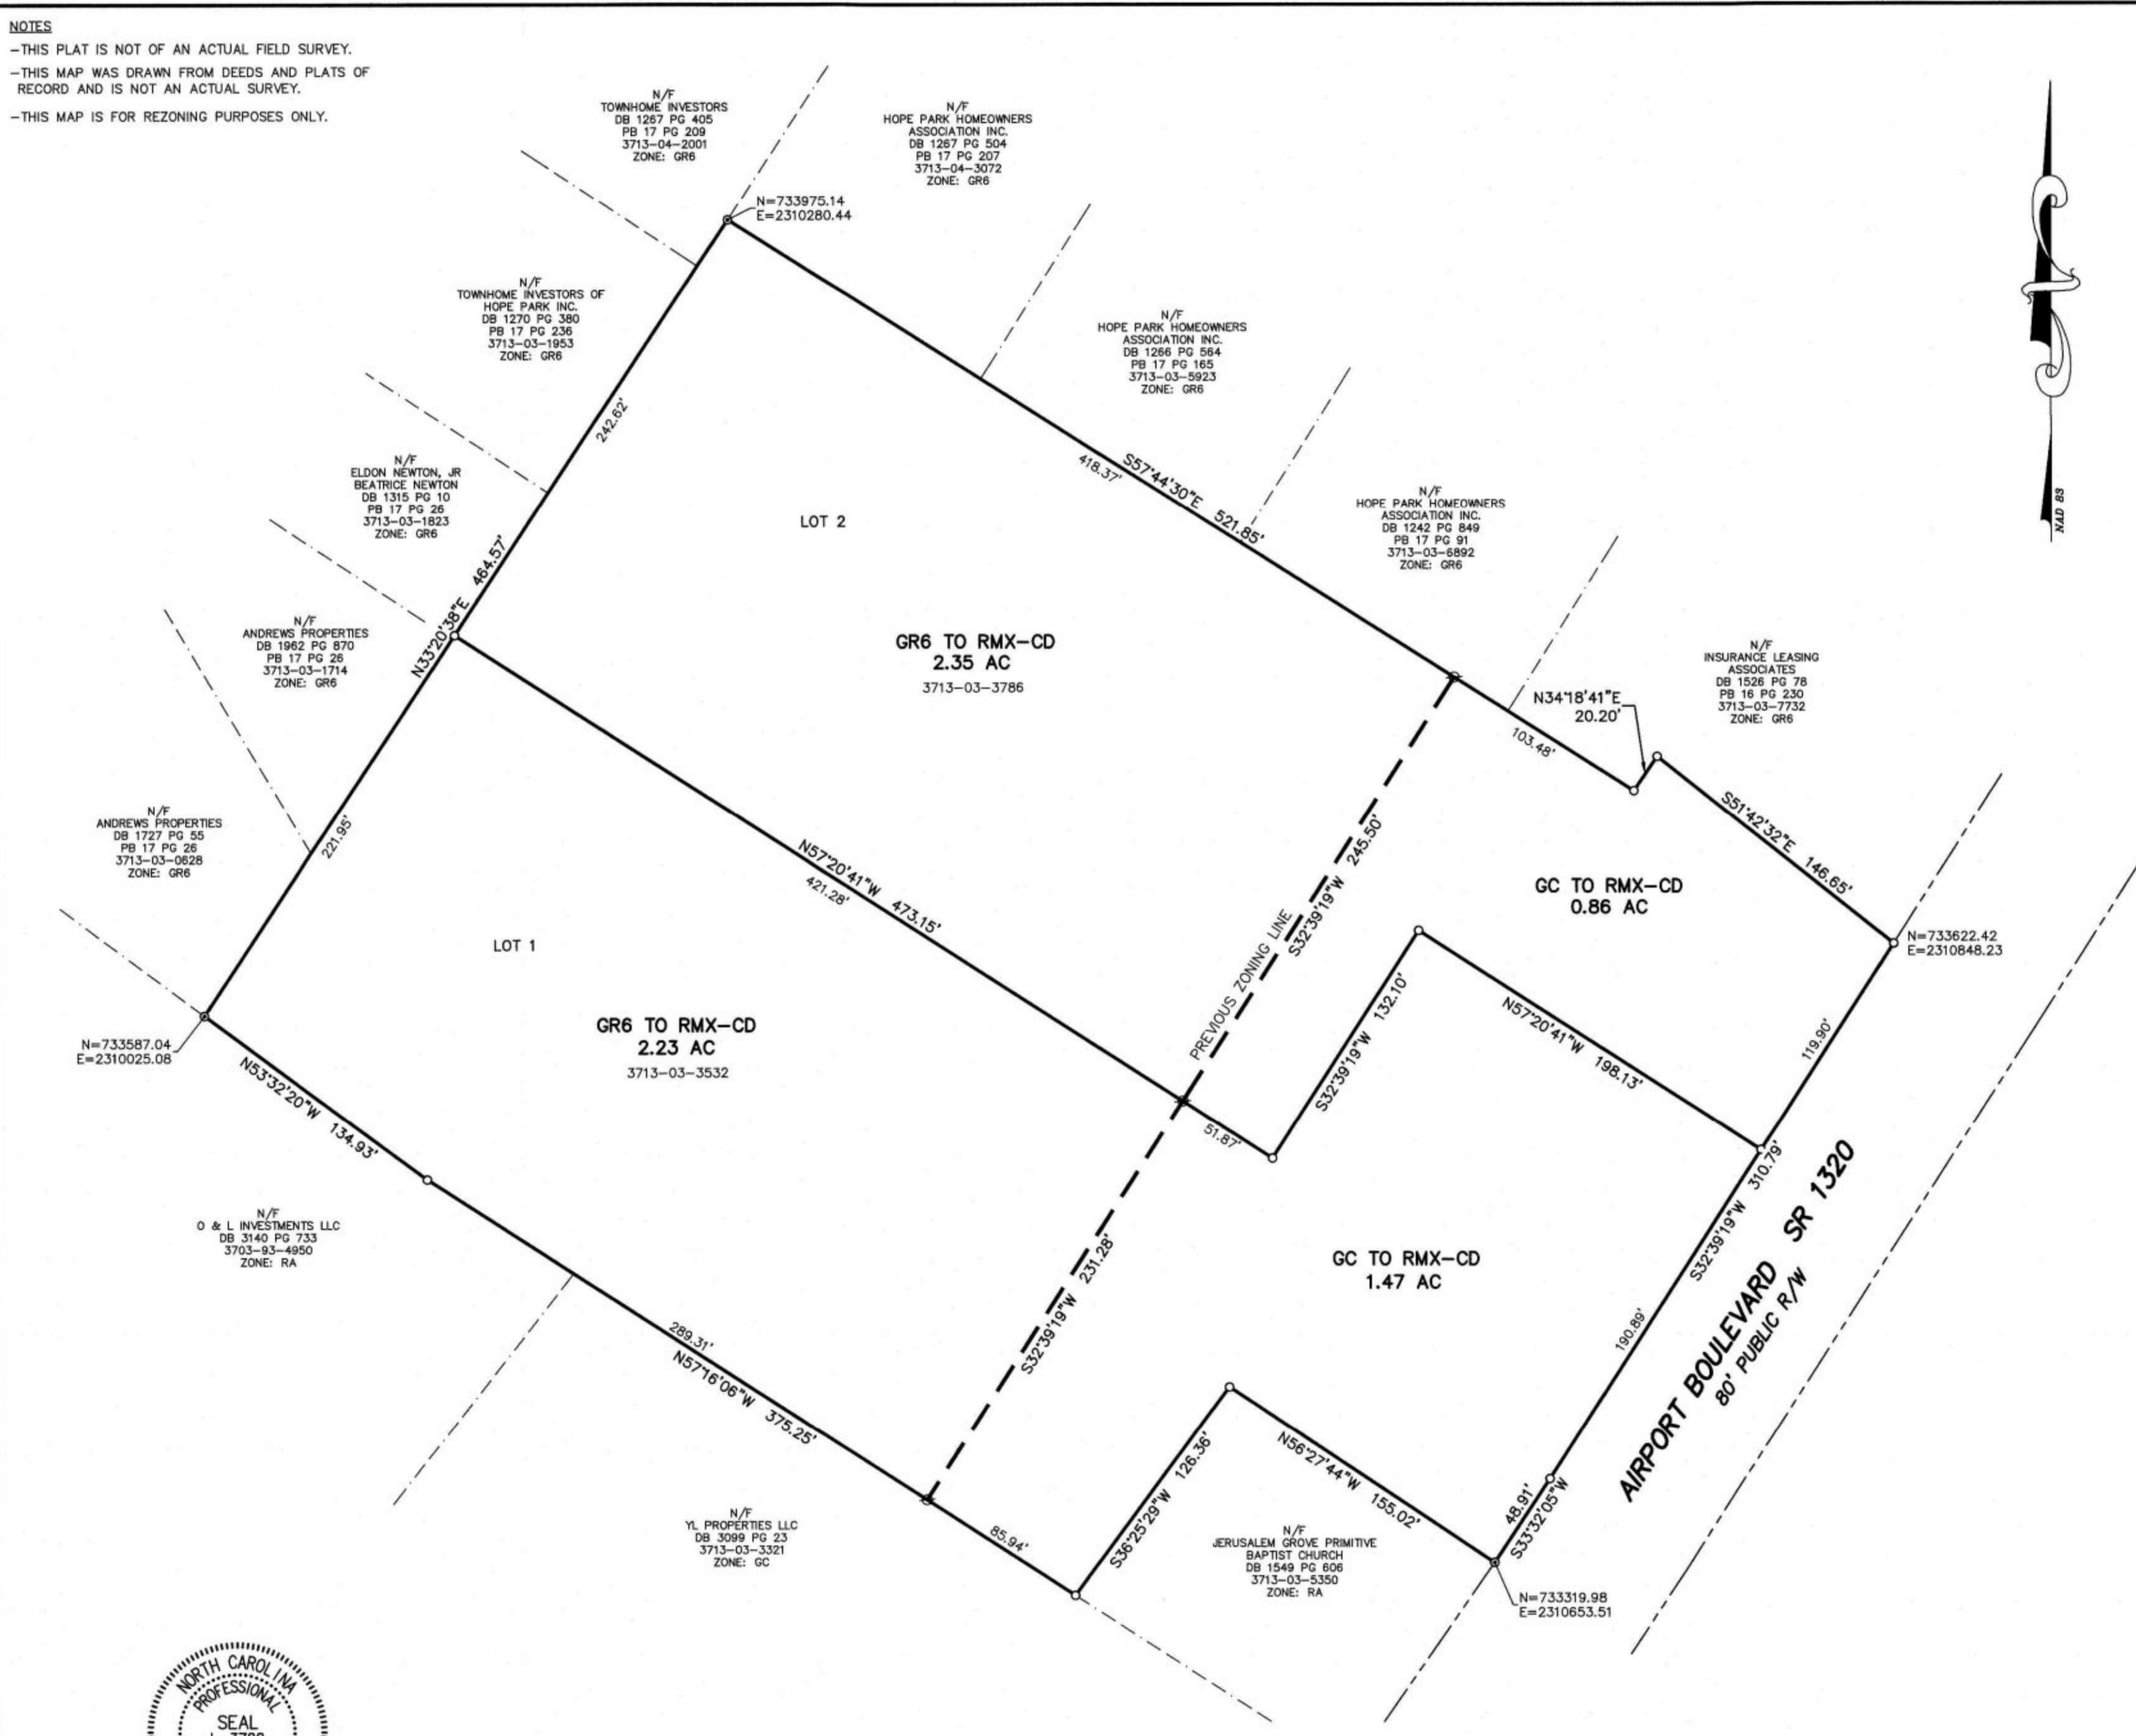 NOTES
-THIS PLAT IS NOT OF AN ACTUAL FIELD SURVEY.
-THIS MAP WAS DRAWN FROM DEEDS AND PLATS OF
RECORD AND IS NOT AN ACTUAL SURVEY.
-THIS MAP IS FOR REZONING PURPOSES ONLY.
N/F
TOWNHOME INVESTORS
DB 1267 PG 405
PB 17 PG 209
3713-04-2001
ZONE: GR6
N/F
HOPE PARK HOMEOWNERS
ASSOCIATION INC.
DB 1267 PG 504
PB 17 PG 207
3713-04-3072
ZONE: GR6
N=733975.14
E=2310280.44
N/F
TOWNHOME INVESTORS OF
HOPE PARK INC.
DB 1270 PG 380
PB 17 PG 236
3713-03-1953
ZONE: GR6
N/F
HOPE PARK HOMEOWNERS
ASSOCIATION INC.
DB 1266 PG 564
PB 17 PG 165
3713-03-5923
ZONE: GR6
242.62'
N/F
ELDON NEWTON, JR
BEATRICE NEWTON
DB 1315 PG 10
PB 17 PG 26
3713-03-1823
ZONE: GR6
418.37'
S57°44'30"E 521.85'
N/F
HOPE PARK HOMEOWNERS
ASSOCIATION INC.
DB 1242 PG 849
PB 17 PG 91
3713-03-6892
ZONE: GR6
NAD 83
LOT 2
N33°20'38"E 464.57'
N/F
ANDREWS PROPERTIES
DB 1962 PG 870
PB 17 PG 26
3713-03-1714
ZONE: GR6
GR6 TO RMX-CD
2.35 AC
3713-03-3786
N/F
INSURANCE LEASING
ASSOCIATES
DB 1526 PG 78
PB 16 PG 230
3713-03-7732
ZONE: GR6
N34°18'41"E
20.20'
103.48'
S51°42'32"E 146.65'
N/F
ANDREWS PROPERTIES
DB 1727 PG 55
PB 17 PG 26
3713-03-0628
ZONE: GR6
221.95'
N57°20'41"W 473.15'
421.28'
S32°39'19"W 245.50'
PREVIOUS ZONING LINE
GC TO RMX-CD
0.86 AC
N=733622.42
E=2310848.23
LOT 1
N=733587.04
E=2310025.08
GR6 TO RMX-CD
2.23 AC
3713-03-3532
S32°39'19"W 132.10'
N57°20'41"W 198.13'
119.90'
N53°32'20"W 134.93'
51.87'
S32°39'19"W 310.79'
AIRPORT BOULEVARD SR 1320
80' PUBLIC R/W
N/F
O & L INVESTMENTS LLC
DB 3140 PG 733
3703-93-4950
ZONE: RA
S32°39'19"W 231.28'
GC TO RMX-CD
1.47 AC
190.89'
289.31'
N57°16'06"W 375.25'
S36°25'29"W 126.36'
N56°27'44"W 155.02'
48.91'
S33°32'05"W
85.94'
N/F
YL PROPERTIES LLC
DB 3099 PG 23
3713-03-3321
ZONE: GC
N/F
JERUSALEM GROVE PRIMITIVE
BAPTIST CHURCH
DB 1549 PG 606
3713-03-5350
ZONE: RA
N=733319.98
E=2310653.51
NORTH CAROLINA
PROFESSIONAL
SEAL